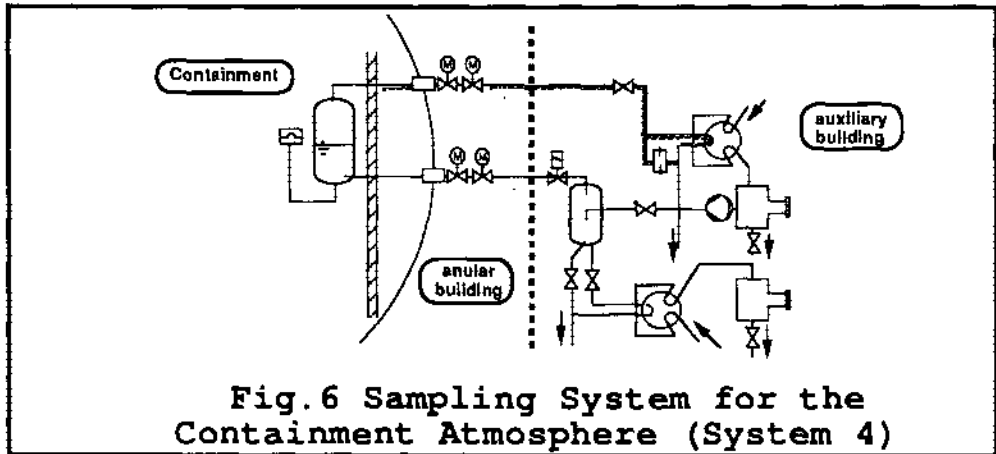 Containment
M M
auxiliary
building
M M
anular
building
Fig.6 Sampling System for the
Containment Atmosphere (System 4)